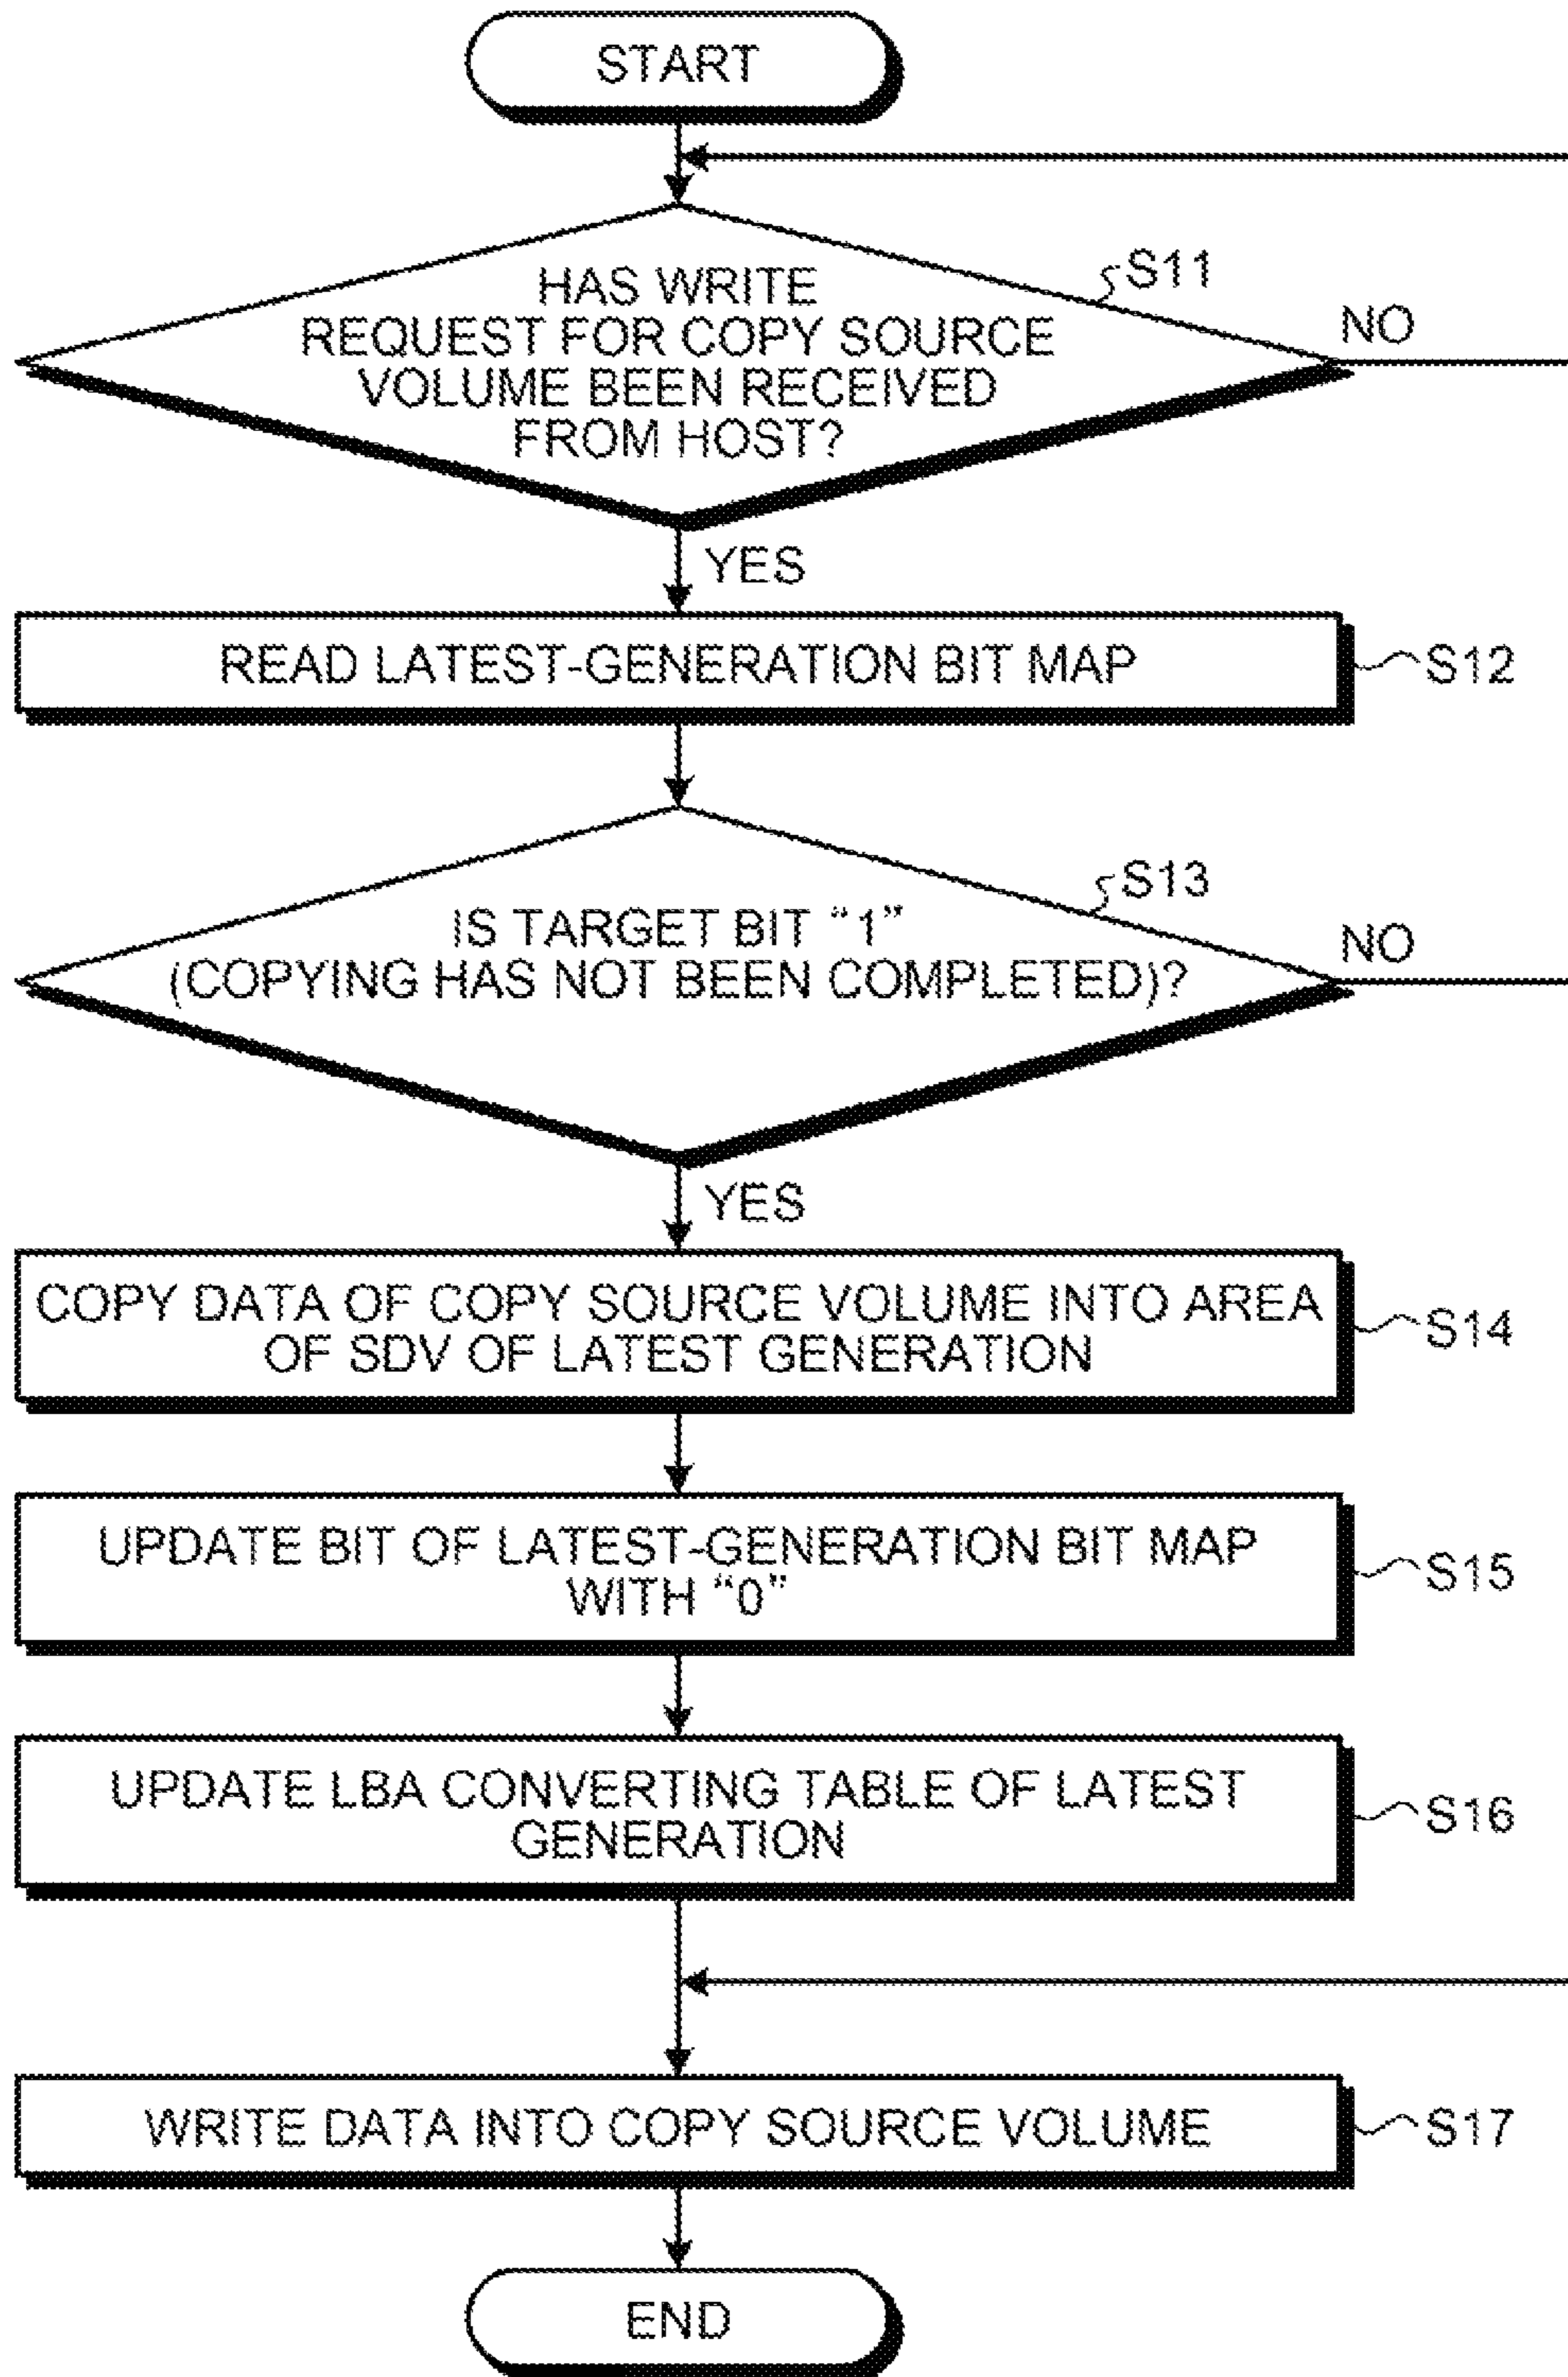 START
HAS WRITE
REQUEST FOR COPY SOURCE
VOLUME BEEN RECEIVED
FROM HOST?
S11
NO
YES
READ LATEST-GENERATION BIT MAP
S12
IS TARGET BIT “1”
(COPYING HAS NOT BEEN COMPLETED)?
S13
NO
YES
COPY DATA OF COPY SOURCE VOLUME INTO AREA
OF SDV OF LATEST GENERATION
S14
UPDATE BIT OF LATEST-GENERATION BIT MAP
WITH “0”
S15
UPDATE LBA CONVERTING TABLE OF LATEST
GENERATION
S16
WRITE DATA INTO COPY SOURCE VOLUME
S17
END